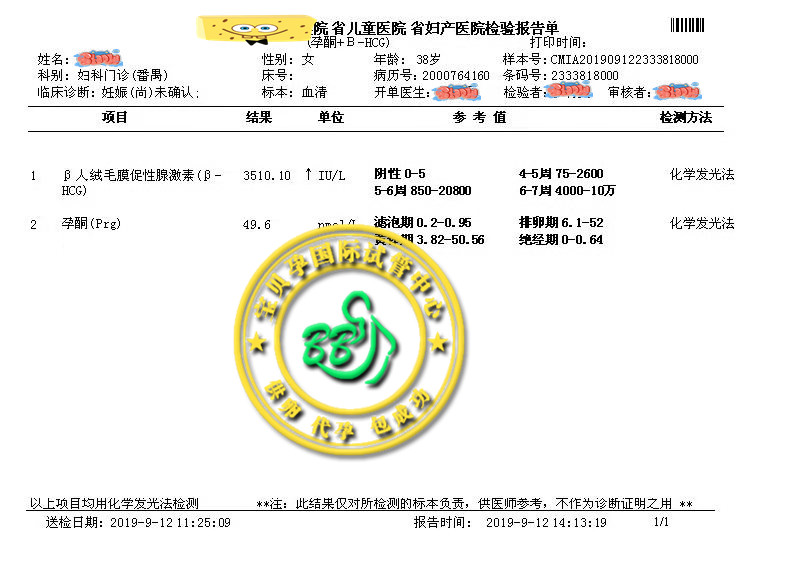 院 省儿童医院 省妇产医院检验报告单
(孕酮+B-HCG) 打印时间:
姓名: 性别: 女 年龄: 38岁 样本号:CMIA201909122333818000
科别: 妇科门诊(番禺) 床号: 病历号:2000764160 条码号:2333818000
临床诊断: 妊娠(尚)未确认; 标本: 血清 开单医生: 检验者: 审核者:
项目 结果 单位 参 考 值 检测方法
1 β人绒毛膜促性腺激素(β- 3510.10 ↑ IU/L 阴性 0-5 4-5周 75-2600 化学发光法
HCG) 5-6周 850-20800 6-7周 4000-10万
2 孕酮(Prg) 49.6 nmol/L 滤泡期 0.2-0.95 排卵期 6.1-52 化学发光法
黄体期 3.82-50.56 绝经期 0-0.64
宝贝孕国际试管中心
供卵 代孕 包成功
以上项目均用化学发光法检测 **注: 此结果仅对所检测的标本负责, 供医师参考, 不作为诊断证明之用 **
送检日期: 2019-9-12 11:25:09 报告时间: 2019-9-12 14:13:19 1/1